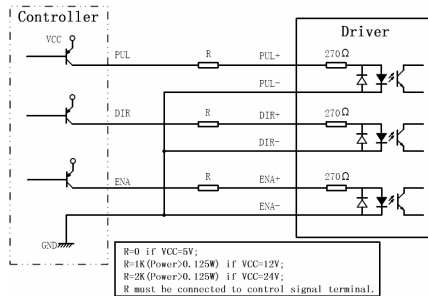 Controller
Driver
VCC
PUL
R
PUL+
270Ω
PUL-
DIR
R
DIR+
270Ω
DIR-
ENA
R
ENA+
270Ω
ENA-
GND
R=0 if VCC=5V;
R=1K(Power>0.125W) if VCC=12V;
R=2K(Power>0.125W) if VCC=24V;
R must be connected to control signal terminal.